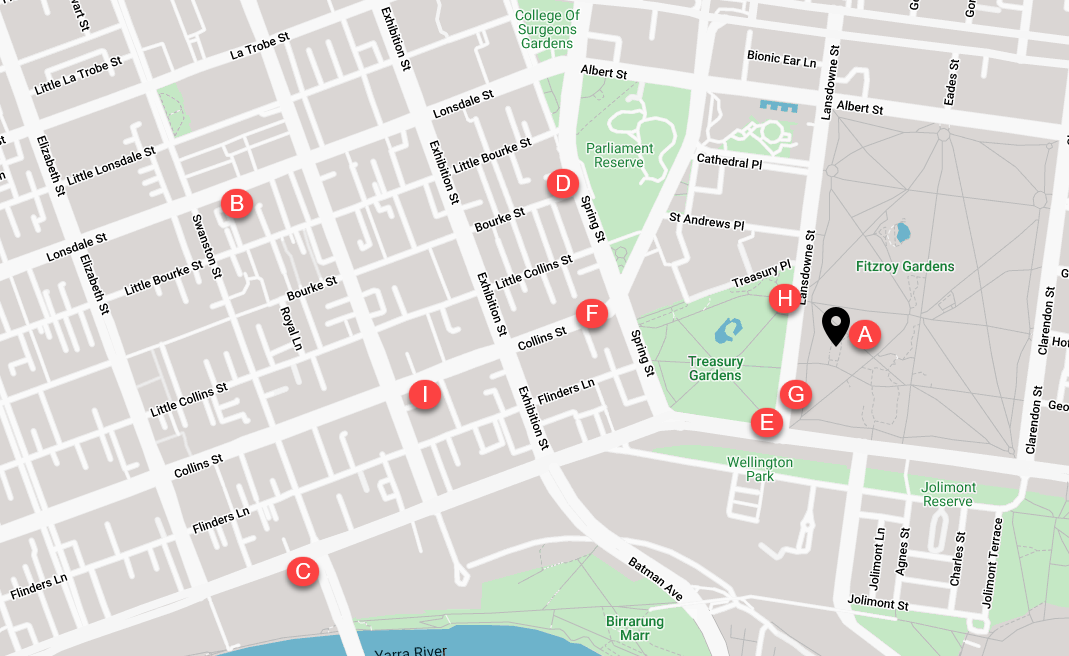 College Of
Surgeons
Gardens
Exhibition St
La Trobe St
Little La Trobe St
Albert St
Bionic Ear Ln
Lansdowne St
Eades St
Albert St
Lonsdale St
Elizabeth St
Little Lonsdale St
Exhibition St
Little Bourke St
Parliament
Reserve
Cathedral Pl
D
B
Spring St
Bourke St
St Andrews Pl
Lonsdale St
Swanston St
Fitzroy Gardens
Lansdowne St
Little Bourke St
Elizabeth St
Little Collins St
Treasury Pl
Bourke St
H
Exhibition St
F
Royal Ln
Collins St
A
Clarendon St
Spring St
Treasury
Gardens
Little Collins St
I
Flinders Ln
G
E
Exhibition St
Clarendon St
Collins St
Wellington
Park
Jolimont
Reserve
Flinders Ln
Flinders Ln
C
Batman Ave
Jolimont Ln
Agnes St
Charles St
Jolimont Terrace
Jolimont St
Birrarung
Marr
Yarra River